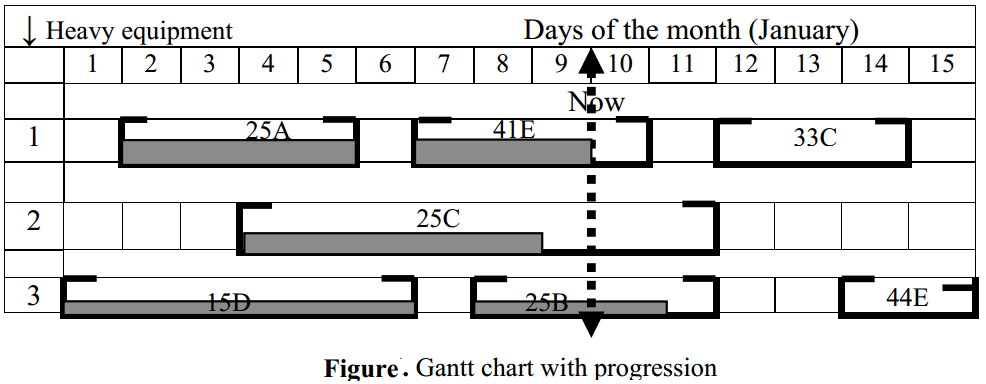 ↓ Heavy equipment Days of the month (January)
1 2 3 4 5 6 7 8 9 10 11 12 13 14 15
Now
1 25A 41E 33C
2 25C
3 15D 25B 44E
Figure. Gantt chart with progression